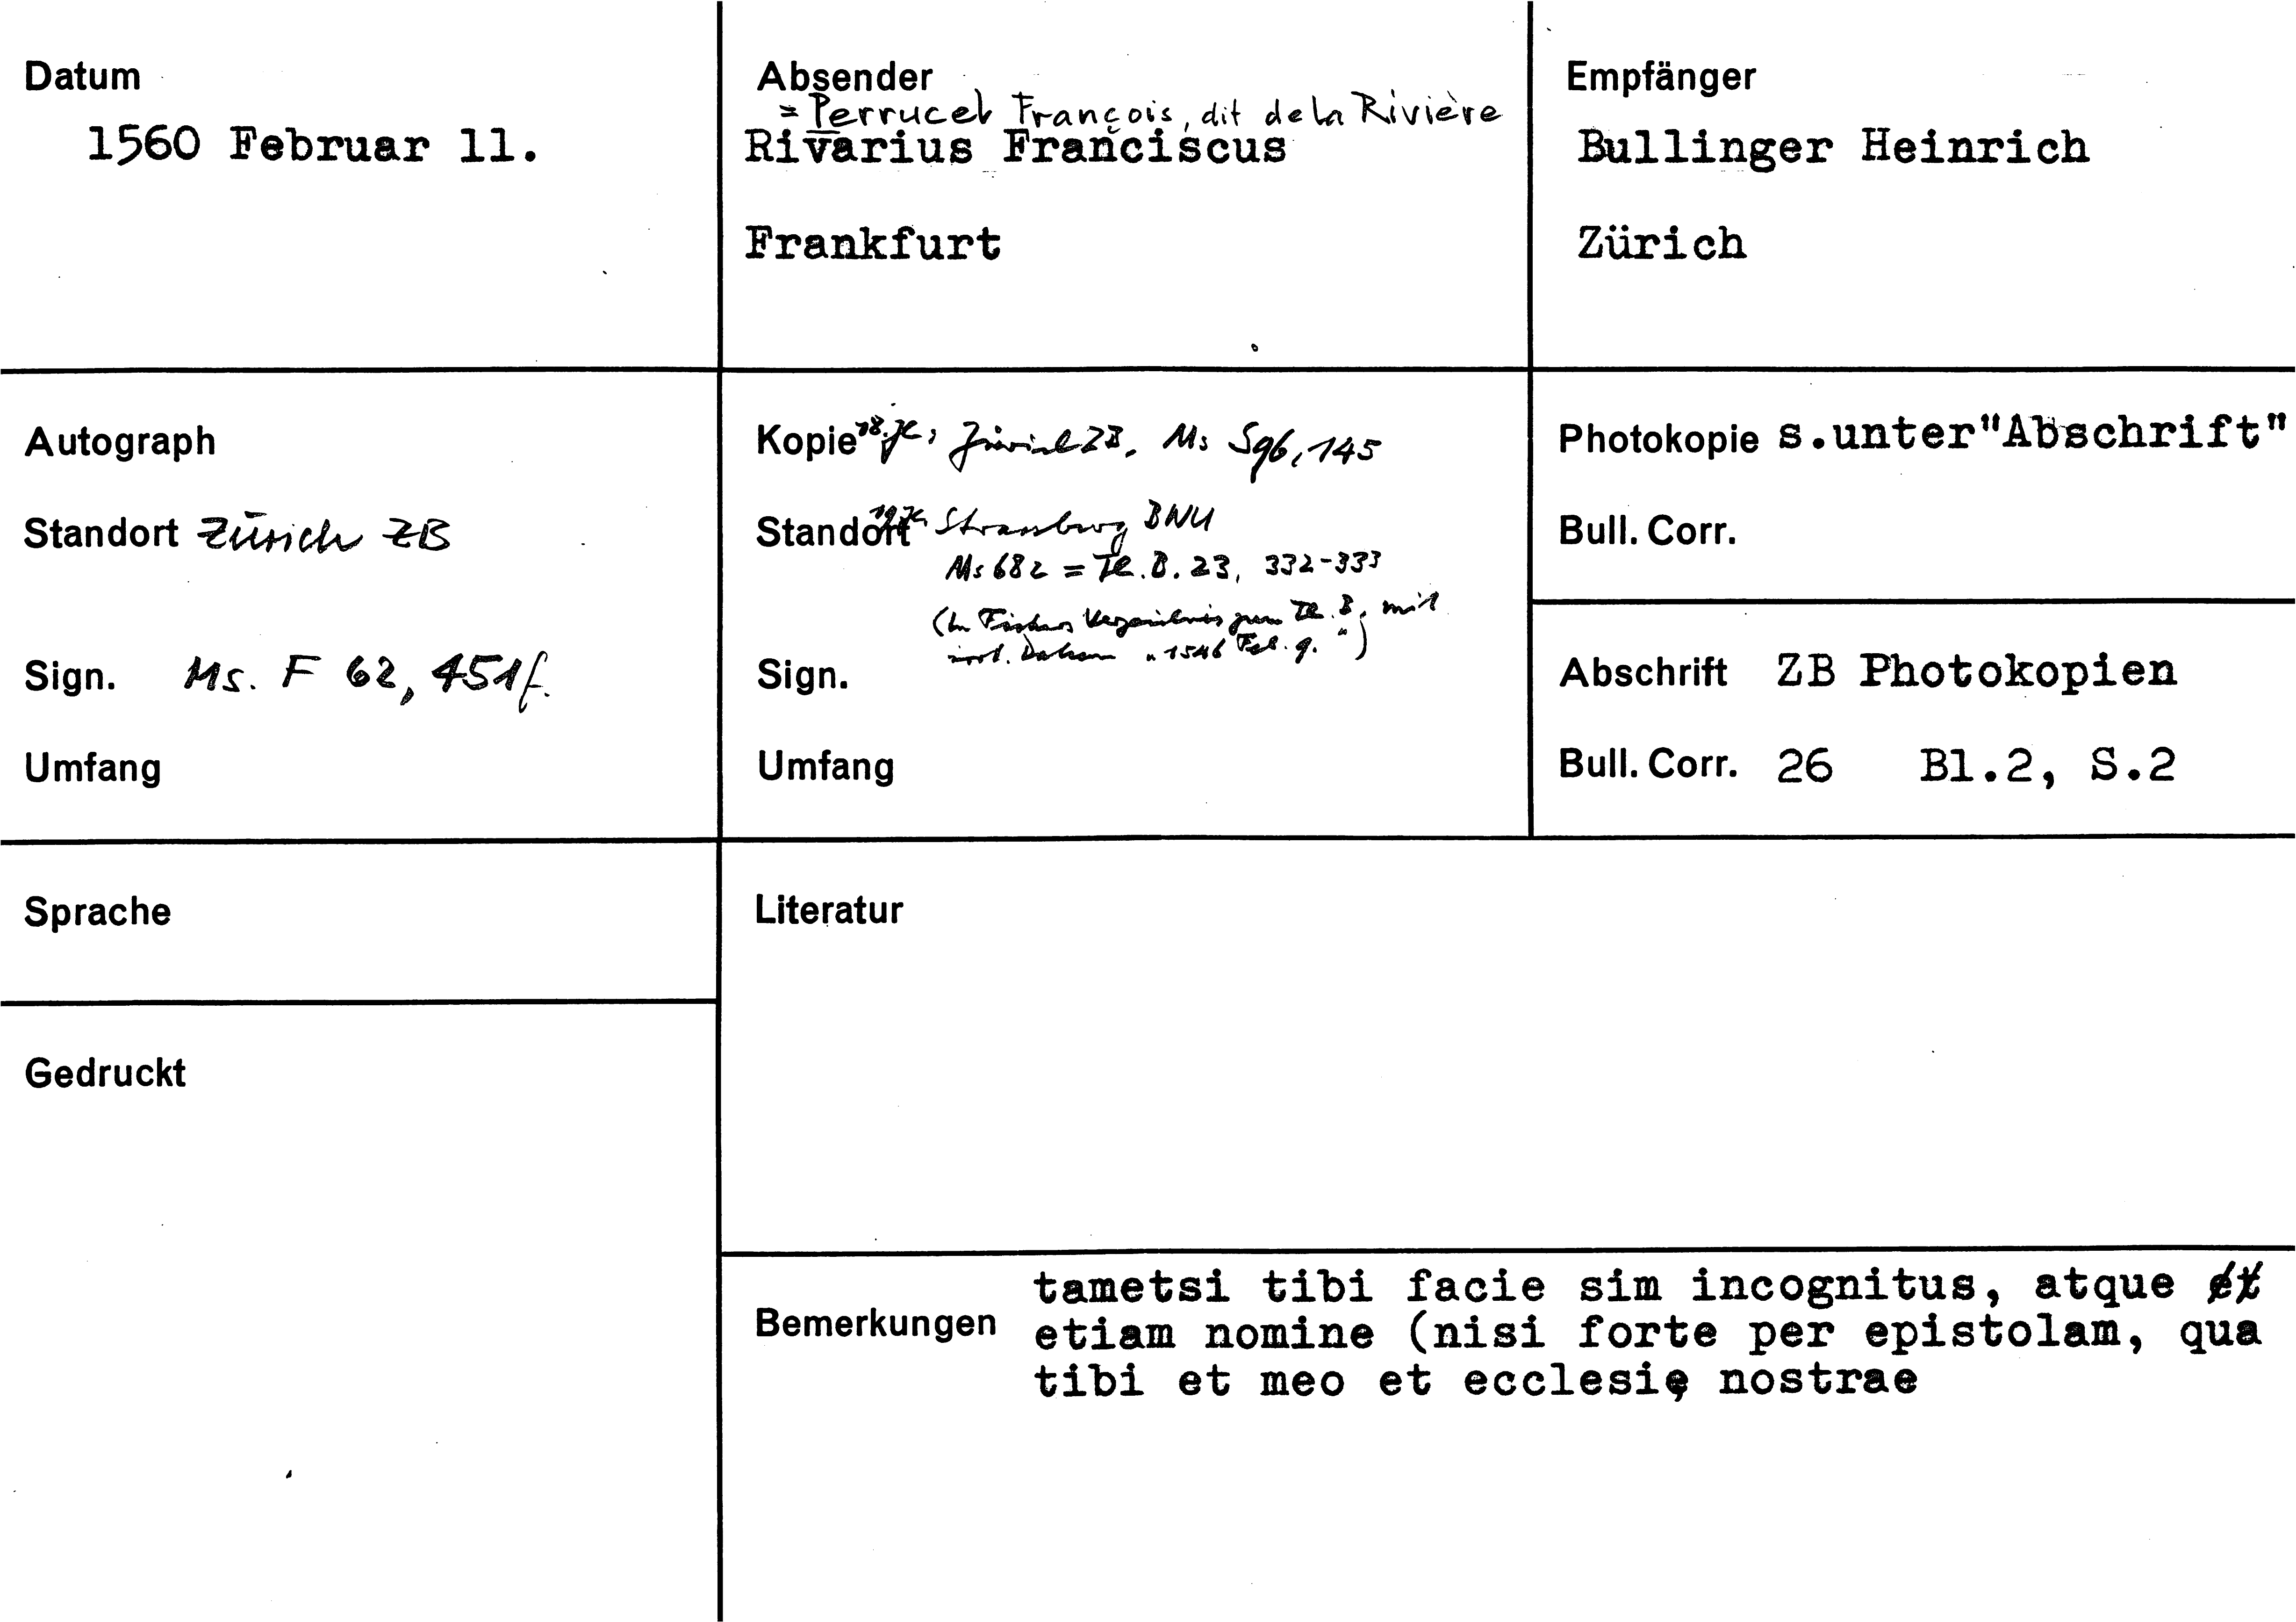 Datum
1560 Februar 11.
Absender
= Perrucel François, dit de la Rivière
Rivarius Franciscus
Frankfurt
Empfänger
Bullinger Heinrich
Zürich
Autograph
Standort Zürich ZB
Sign. Ms. F 62, 451f.
Umfang
Kopie 18. Jh.: Zürich ZB, Ms S 96, 145
Standort 19. Jh. Strassburg BNU
Ms 682 = Th. B. 23, 332-333
(In Fischers Verzeichnis zum Th. B. mit
Datum "1546 Feb. 9.")
Sign.
Umfang
Photokopie s.unter"Abschrift"
Bull. Corr.
Abschrift ZB Photokopien
Bull. Corr. 26 Bl.2, S.2
Sprache
Gedruckt
Literatur
Bemerkungen
tametsi tibi facie sim incognitus, atque et
etiam nomine (nisi forte per epistolam, qua
tibi et meo et ecclesię nostrae